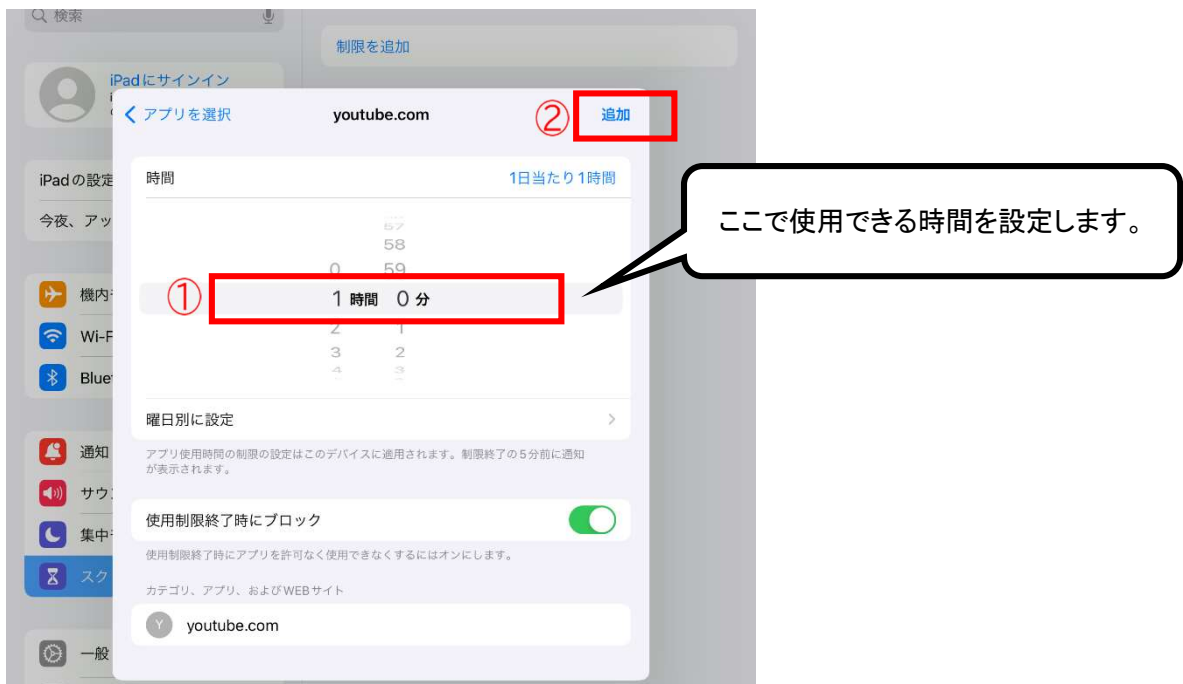 検索
制限を追加
iPadにサインイン
アプリを選択
youtube.com
②
追加
iPadの設定
時間
1日当たり1時間
ここで使用できる時間を設定します。
今夜、アッ
57
58
0 59
機内
①
1 時間 0 分
Wi-F
2 1
3 2
Blue
4 3
曜日別に設定
通知
アプリ使用時間の制限の設定はこのデバイスに適用されます。制限終了の5分前に通知
が表示されます。
サウ
使用制限終了時にブロック
集中
使用制限終了時にアプリを許可なく使用できなくするにはオンにします。
スク
カテゴリ、アプリ、およびWEBサイト
Y youtube.com
一般